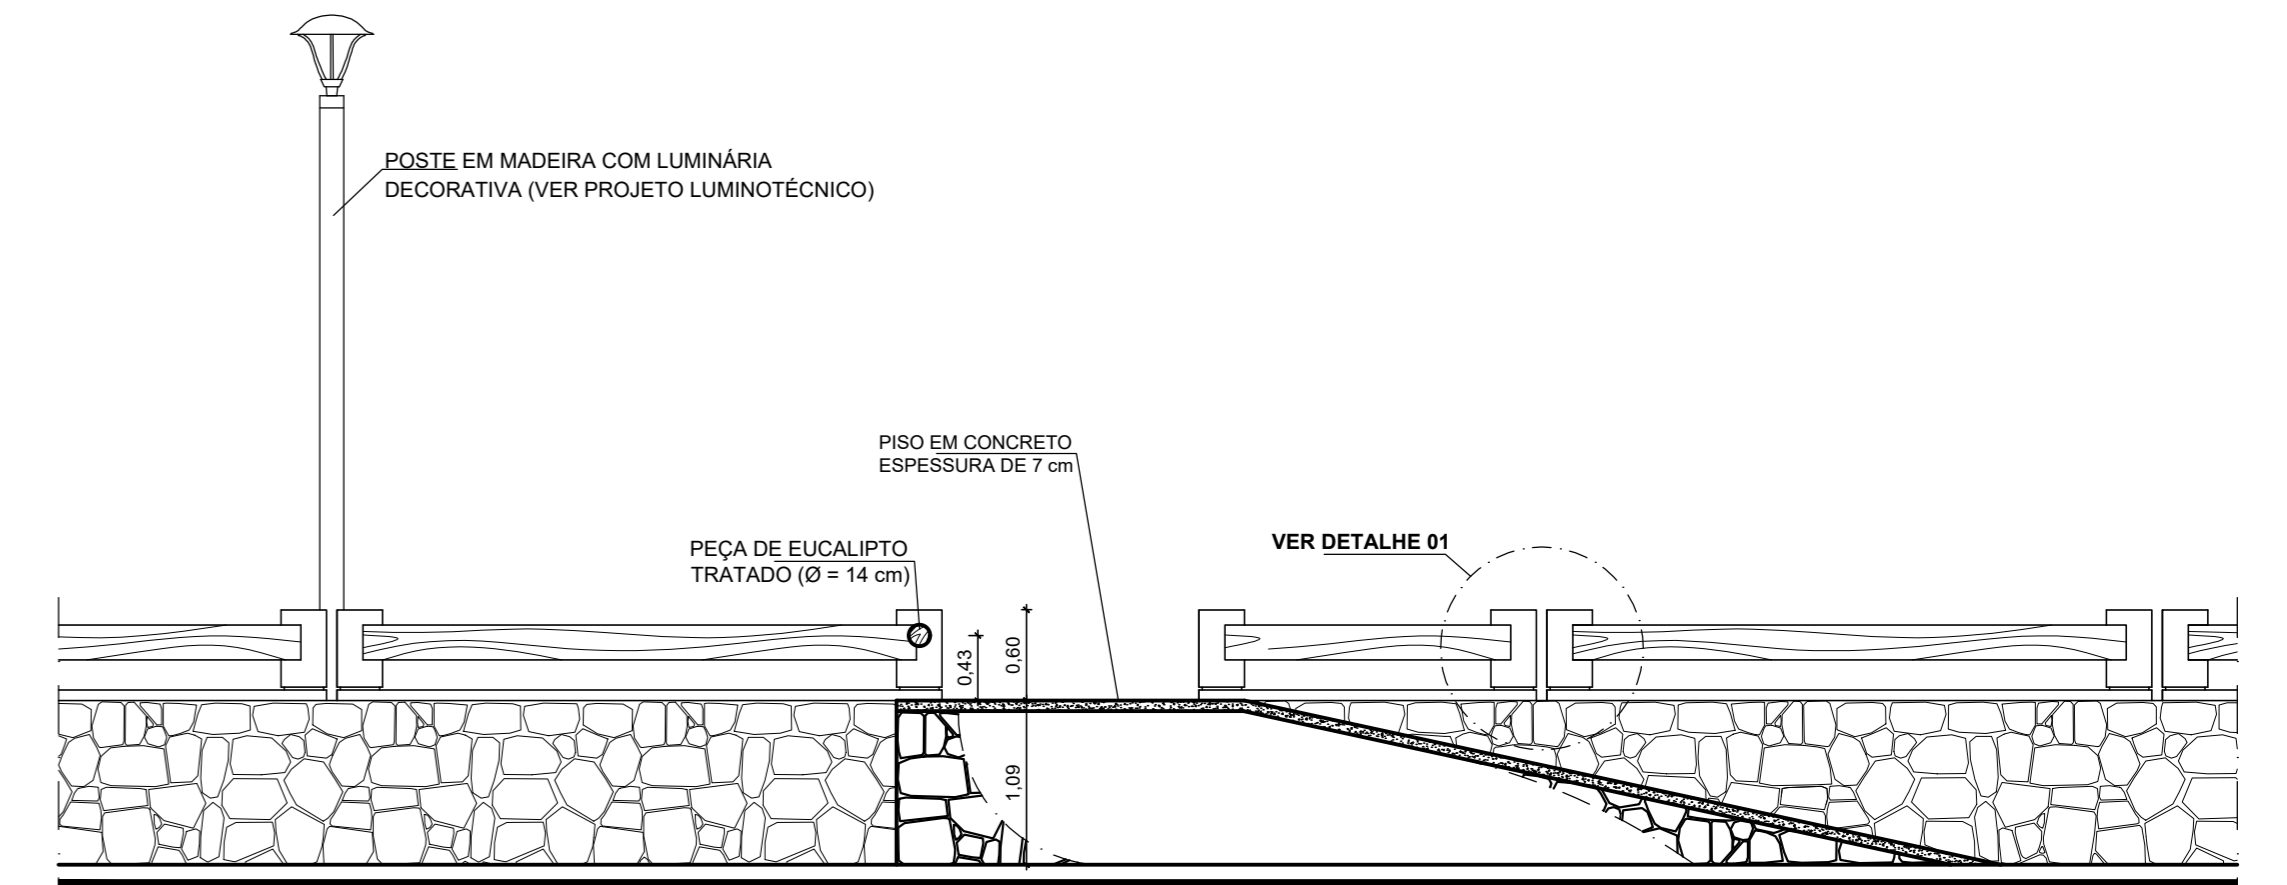 POSTE EM MADEIRA COM LUMINÁRIA
DECORATIVA (VER PROJETO LUMINOTÉCNICO)
PISO EM CONCRETO
ESPESSURA DE 7 cm
PEÇA DE EUCALIPTO
TRATADO (Ø = 14 cm)
VER DETALHE 01
0,43
0,60
1,09